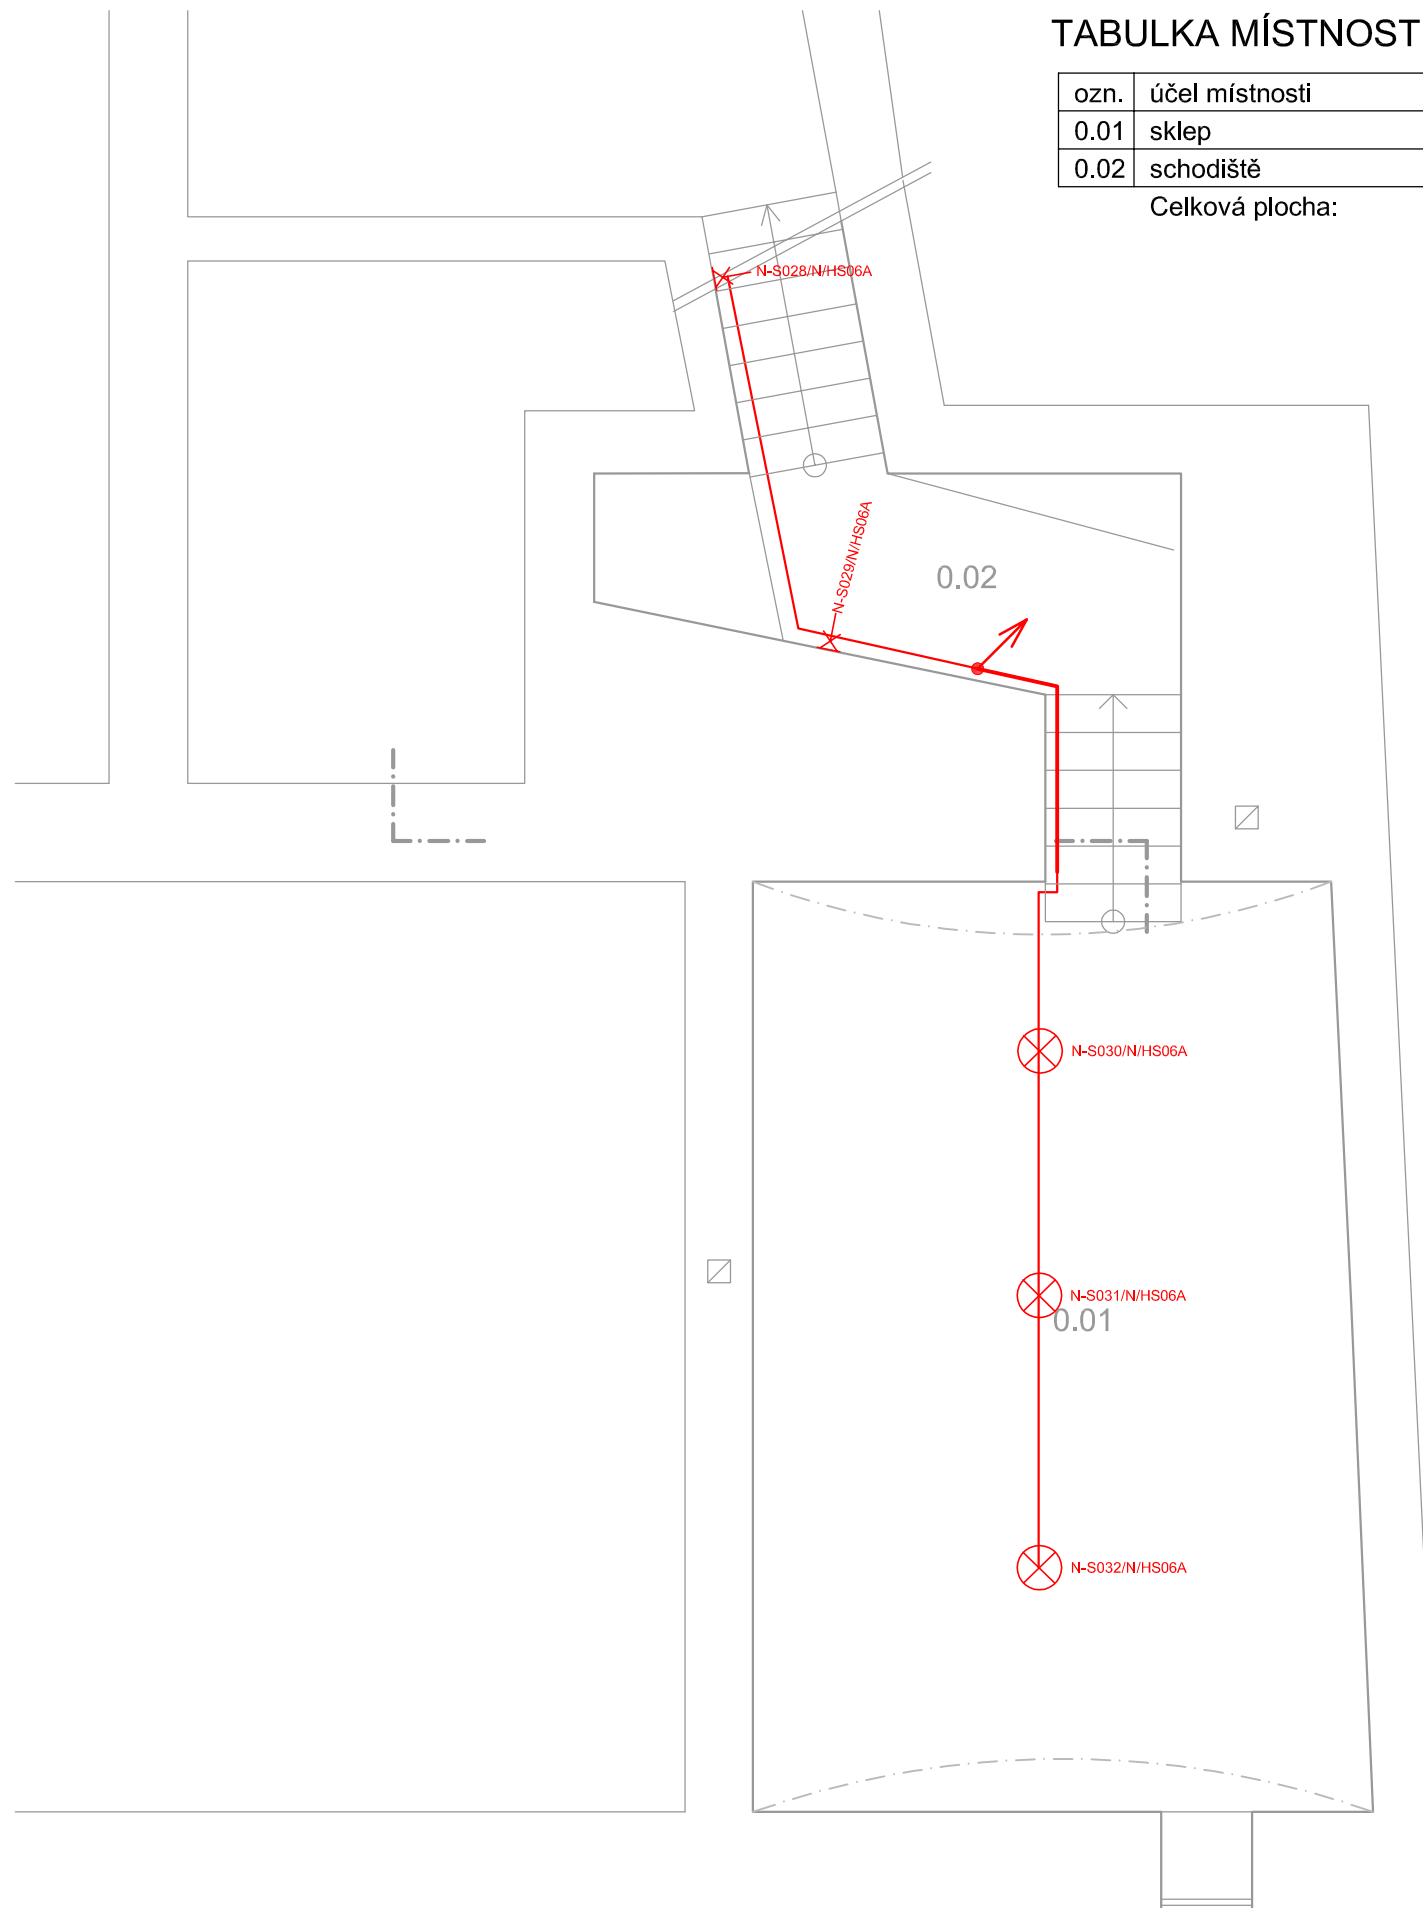 TABULKA MÍSTNOST
ozn. účel místnosti
0.01 sklep
0.02 schodiště
Celková plocha:
N-S028/N/HS06A
N-S029/N/HS06A
0.02
N-S030/N/HS06A
N-S031/N/HS06A
0.01
N-S032/N/HS06A